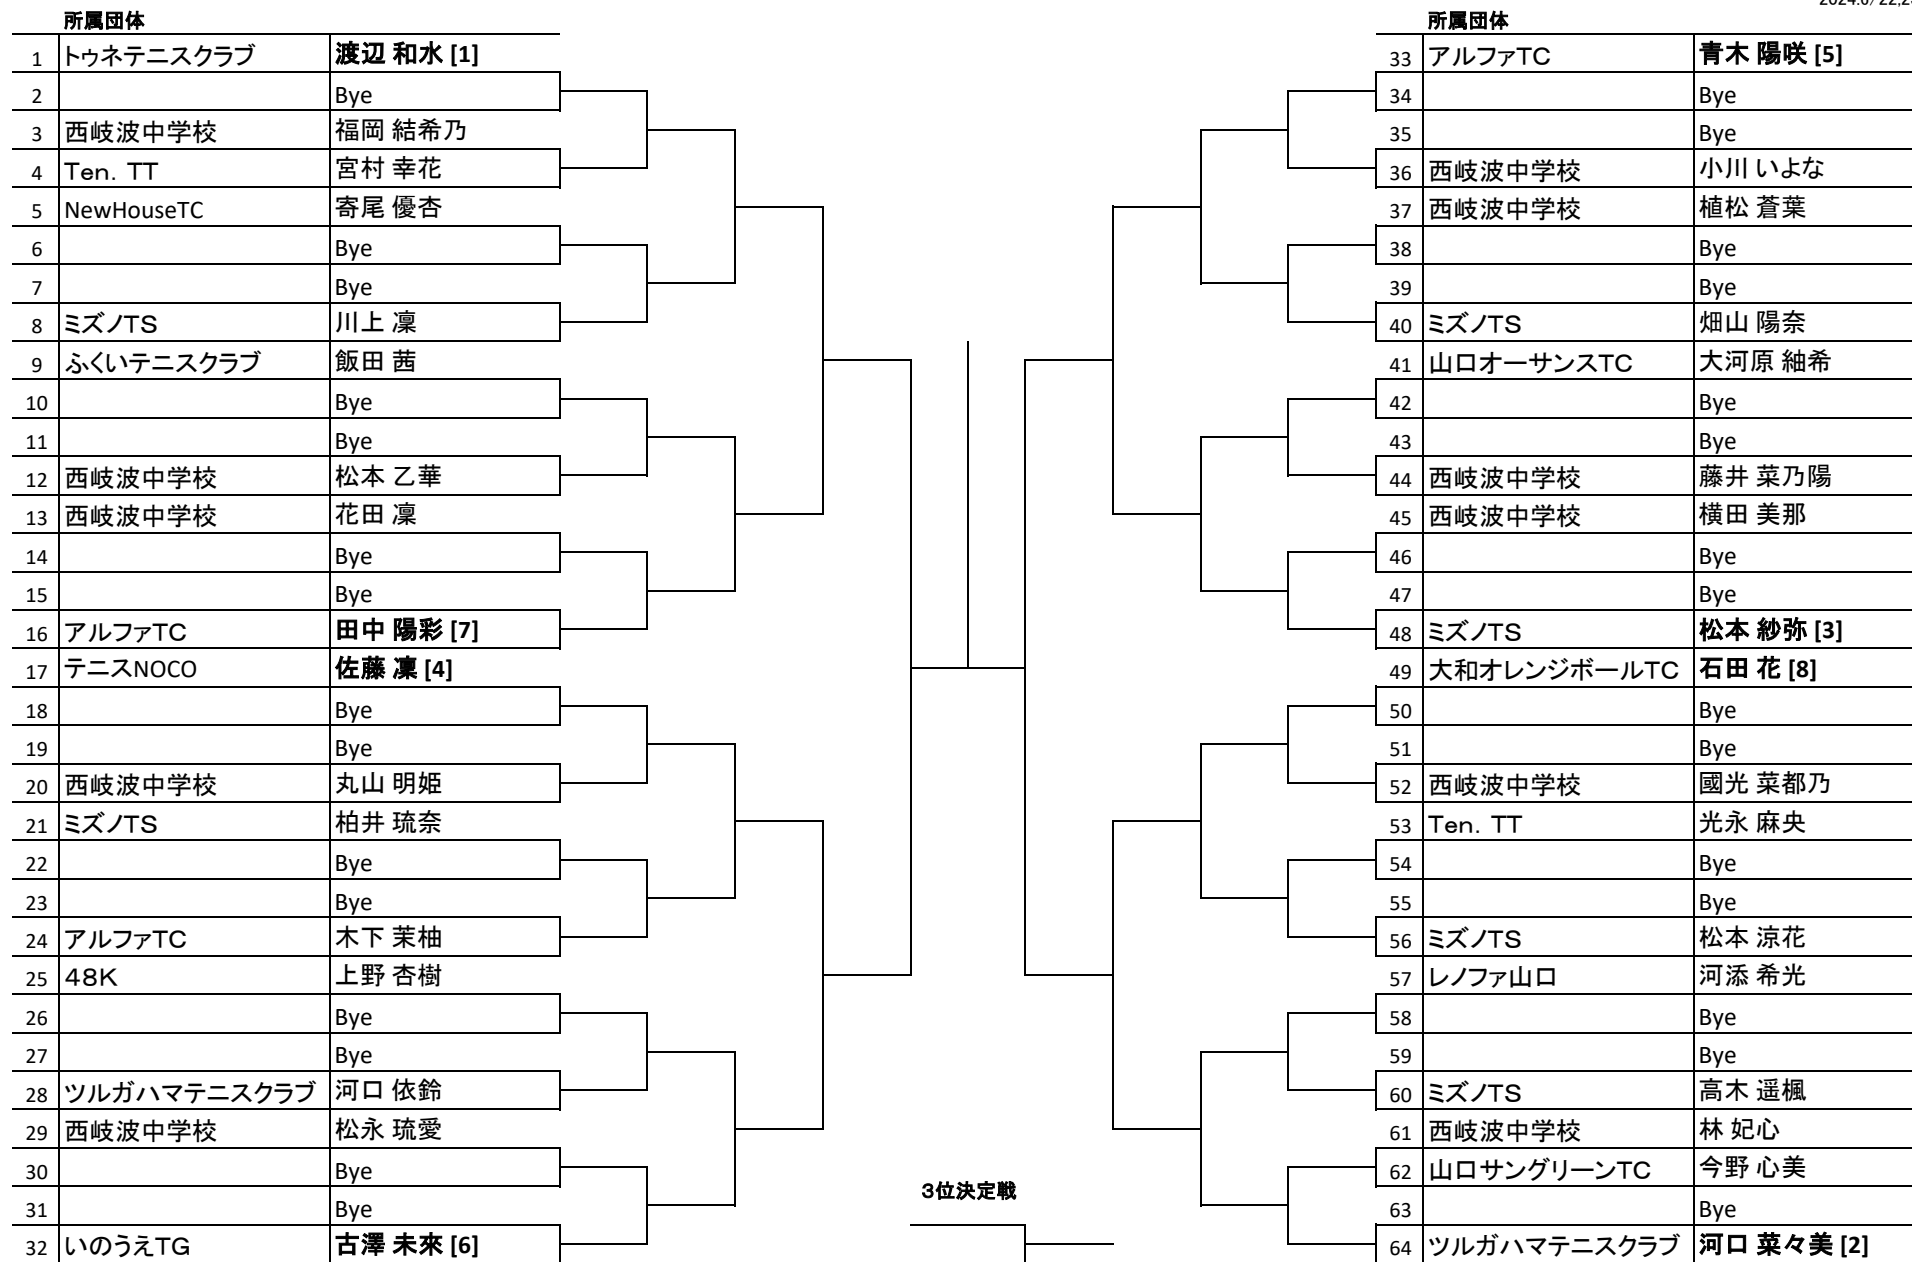 2024.6/22,2
所属団体
1 トゥネテニスクラブ 渡辺 和水 [1]
2 Bye
3 西岐波中学校 福岡 結希乃
4 Ten. TT 宮村 幸花
5 NewHouseTC 寄尾 優杏
6 Bye
7 Bye
8 ミズノTS 川上 凜
9 ふくいテニスクラブ 飯田 茜
10 Bye
11 Bye
12 西岐波中学校 松本 乙華
13 西岐波中学校 花田 凜
14 Bye
15 Bye
16 アルファTC 田中 陽彩 [7]
17 テニスNOCO 佐藤 凜 [4]
18 Bye
19 Bye
20 西岐波中学校 丸山 明姫
21 ミズノTS 柏井 琉奈
22 Bye
23 Bye
24 アルファTC 木下 茉柚
25 48K 上野 杏樹
26 Bye
27 Bye
28 ツルガハマテニスクラブ 河口 依鈴
29 西岐波中学校 松永 琉愛
30 Bye
31 Bye
32 いのうえTG 古澤 未來 [6]
3位決定戦
所属団体
33 アルファTC 青木 陽咲 [5]
34 Bye
35 Bye
36 西岐波中学校 小川 いよな
37 西岐波中学校 植松 蒼葉
38 Bye
39 Bye
40 ミズノTS 畑山 陽奈
41 山口オーサンスTC 大河原 紬希
42 Bye
43 Bye
44 西岐波中学校 藤井 菜乃陽
45 西岐波中学校 横田 美那
46 Bye
47 Bye
48 ミズノTS 松本 紗弥 [3]
49 大和オレンジボールTC 石田 花 [8]
50 Bye
51 Bye
52 西岐波中学校 國光 菜都乃
53 Ten. TT 光永 麻央
54 Bye
55 Bye
56 ミズノTS 松本 涼花
57 レノファ山口 河添 希光
58 Bye
59 Bye
60 ミズノTS 高木 遥楓
61 西岐波中学校 林 妃心
62 山口サングリーンTC 今野 心美
63 Bye
64 ツルガハマテニスクラブ 河口 菜々美 [2]